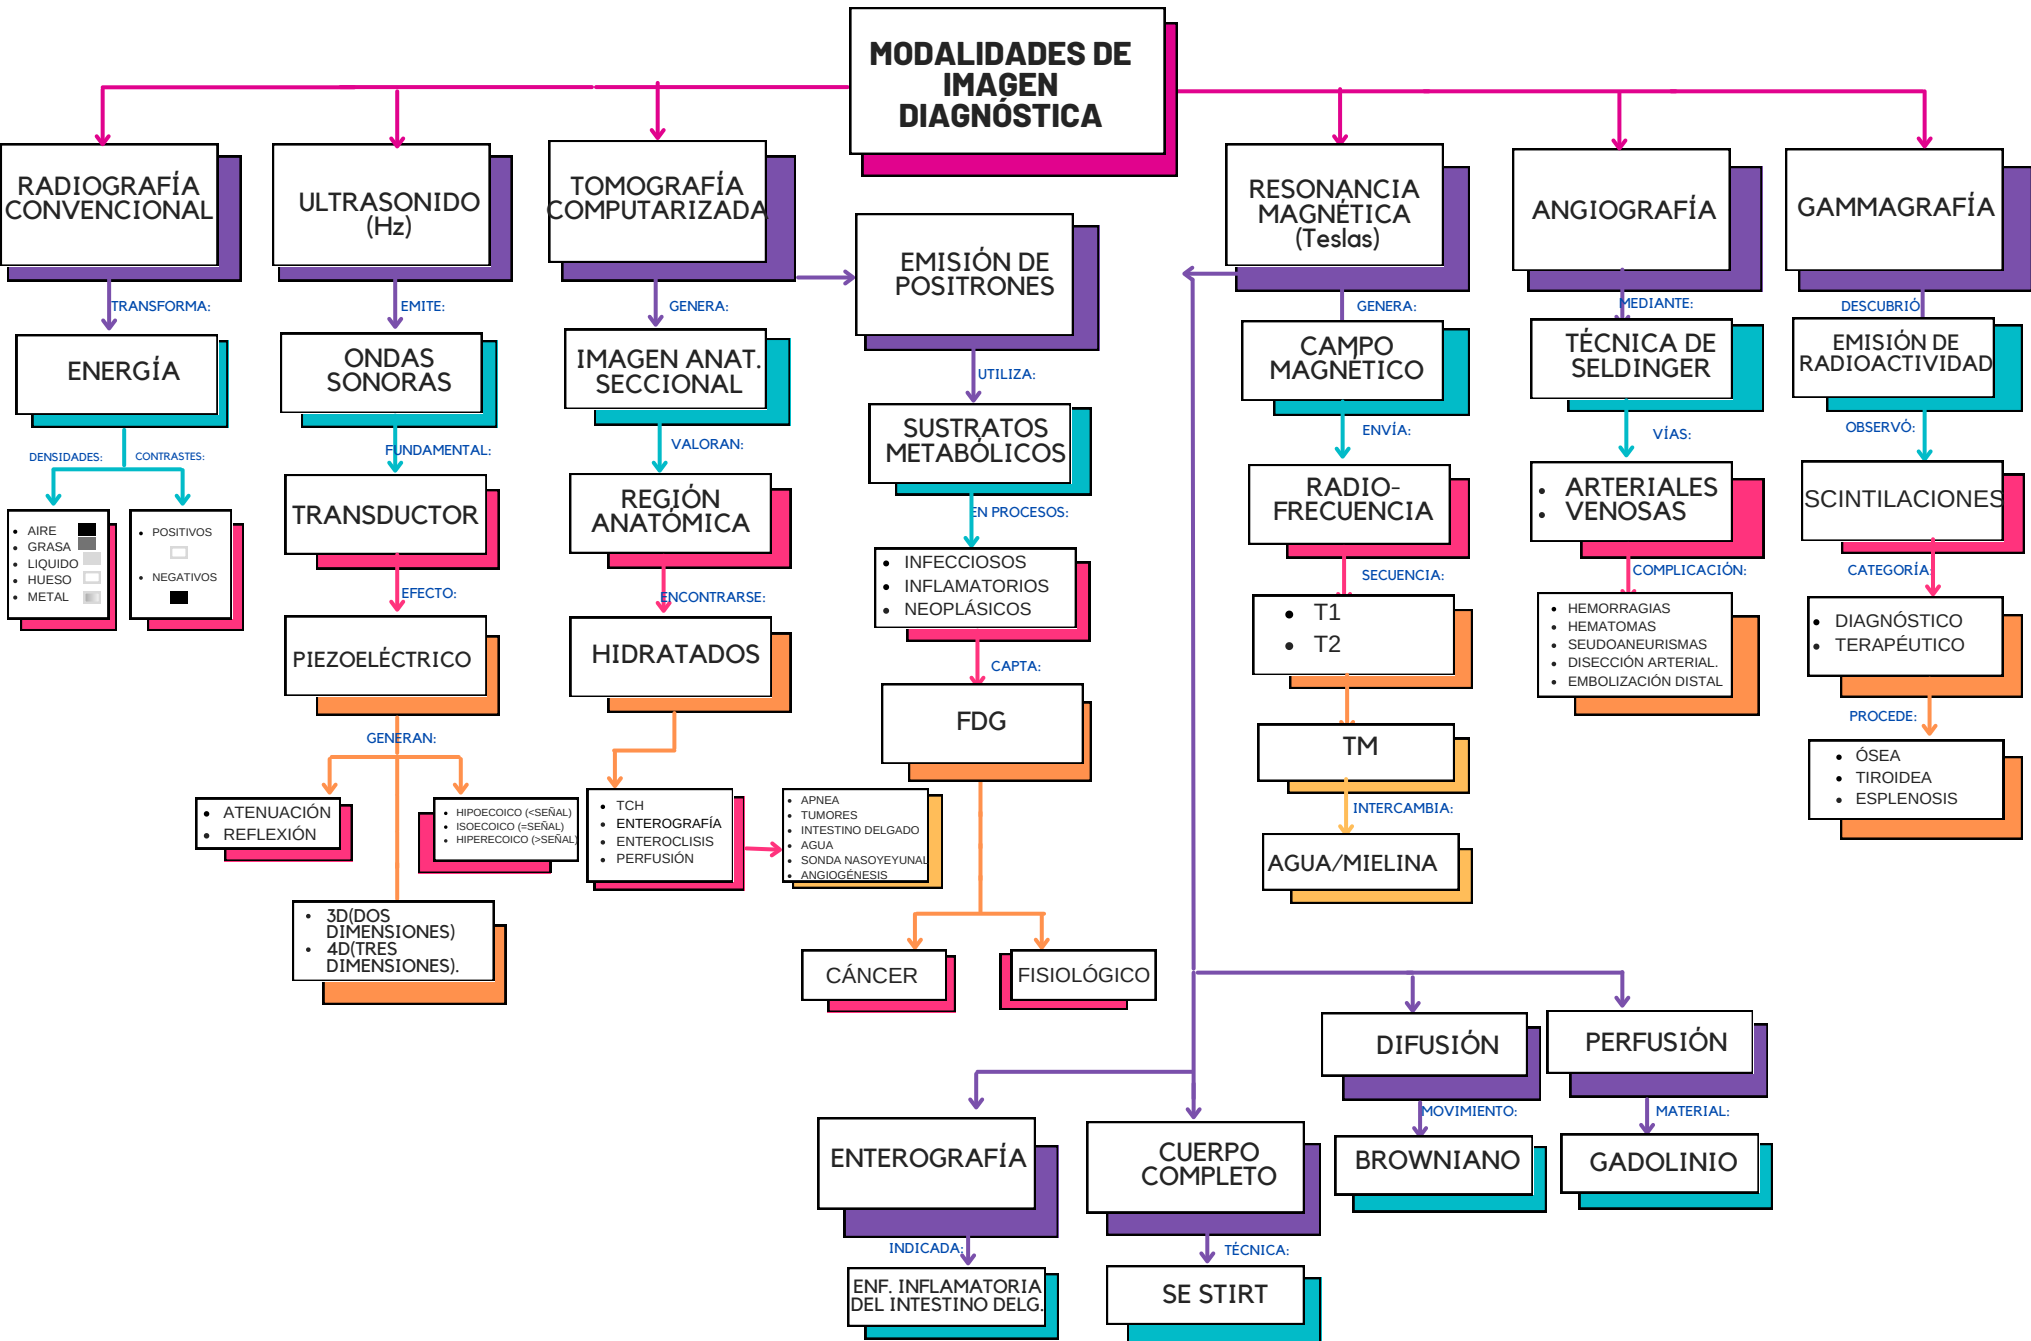 MODALIDADES DE
IMAGEN
DIAGNÓSTICA
RADIOGRAFÍA
CONVENCIONAL
TRANSFORMA:
ENERGÍA
DENSIDADES:
CONTRASTES:
• AIRE
• GRASA
• LIQUIDO
• HUESO
• METAL
• POSITIVOS
• NEGATIVOS
ULTRASONIDO
(Hz)
EMITE:
ONDAS
SONORAS
FUNDAMENTAL:
TRANSDUCTOR
EFECTO:
PIEZOELÉCTRICO
GENERAN:
• ATENUACIÓN
• REFLEXIÓN
• HIPOECOICO (<SEÑAL)
• ISOECOICO (=SEÑAL)
• HIPERECOICO (>SEÑAL)
• 3D(DOS
DIMENSIONES)
• 4D(TRES
DIMENSIONES).
TOMOGRAFÍA
COMPUTARIZADA
GENERA:
IMAGEN ANAT.
SECCIONAL
VALORAN:
REGIÓN
ANATÓMICA
ENCONTRARSE:
HIDRATADOS
• TCH
• ENTEROGRAFÍA
• ENTEROCLISIS
• PERFUSIÓN
• APNEA
• TUMORES
• INTESTINO DELGADO
• AGUA
• SONDA NASOYEYUNAL
• ANGIOGÉNESIS
EMISIÓN DE
POSITRONES
UTILIZA:
SUSTRATOS
METABÓLICOS
EN PROCESOS:
• INFECCIOSOS
• INFLAMATORIOS
• NEOPLÁSICOS
CAPTA:
FDG
CÁNCER
FISIOLÓGICO
RESONANCIA
MAGNÉTICA
(Teslas)
GENERA:
CAMPO
MAGNÉTICO
ENVÍA:
RADIO-
FRECUENCIA
SECUENCIA:
• T1
• T2
TM
INTERCAMBIA:
AGUA/MIELINA
ENTEROGRAFÍA
INDICADA:
ENF. INFLAMATORIA
DEL INTESTINO DELG.
CUERPO
COMPLETO
TÉCNICA:
SE STIRT
DIFUSIÓN
MOVIMIENTO:
BROWNIANO
PERFUSIÓN
MATERIAL:
GADOLINIO
ANGIOGRAFÍA
MEDIANTE:
TÉCNICA DE
SELDINGER
VÍAS:
• ARTERIALES
• VENOSAS
COMPLICACIÓN:
• HEMORRAGIAS
• HEMATOMAS
• SEUDOANEURISMAS
• DISECCIÓN ARTERIAL.
• EMBOLIZACIÓN DISTAL
GAMMAGRAFÍA
DESCUBRIÓ
EMISIÓN DE
RADIOACTIVIDAD
OBSERVÓ:
SCINTILACIONES
CATEGORÍA:
• DIAGNÓSTICO
• TERAPÉUTICO
PROCEDE:
• ÓSEA
• TIROIDEA
• ESPLENOSIS